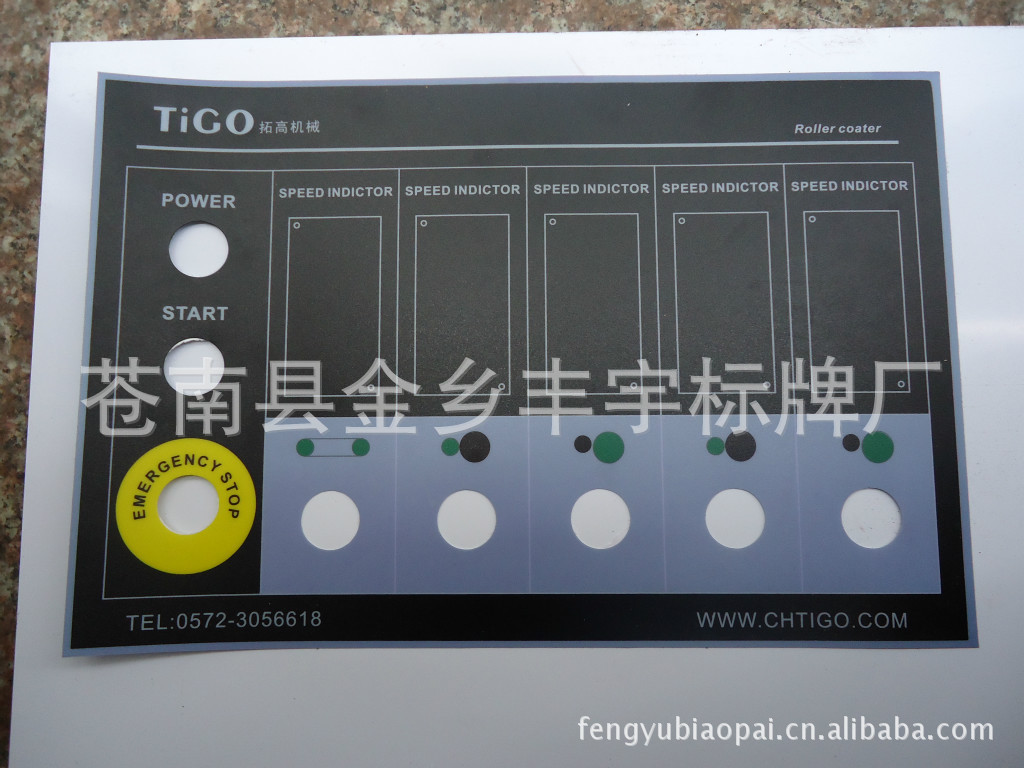 TiGO 拓高机械
Roller coater
POWER
SPEED INDICTOR SPEED INDICTOR SPEED INDICTOR SPEED INDICTOR SPEED INDICTOR
START
苍南县金乡丰宇标牌厂
EMERGENCY STOP
TEL:0572-3056618
WWW.CHTIGO.COM
fengyubiaopai.cn.alibaba.com